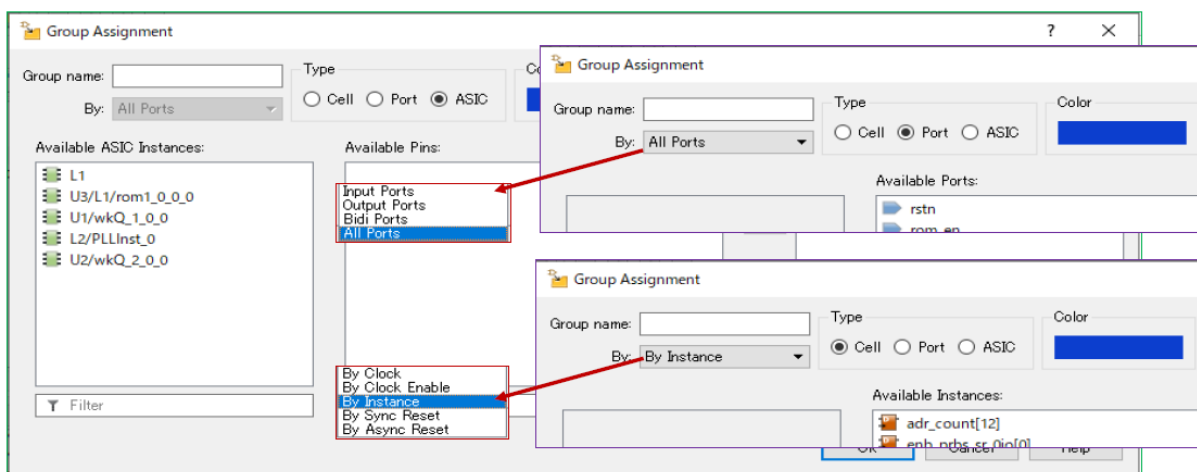 Group Assignment
?
Group name:
By: All Ports
Type
Cell Port ASIC
Available ASIC Instances:
L1
U3/L1/rom1_0_0_0
U1/wkQ_1_0_0
L2/PLLInst_0
U2/wkQ_2_0_0
Filter
Available Pins:
Input Ports
Output Ports
Bidi Ports
All Ports
By Clock
By Clock Enable
By Instance
By Sync Reset
By Async Reset
Group Assignment
Group name:
By: All Ports
Type
Cell Port ASIC
Color
Available Ports:
rstn
rom_en
Group Assignment
Group name:
By: By Instance
Type
Cell Port ASIC
Color
Available Instances:
adr_count[12]